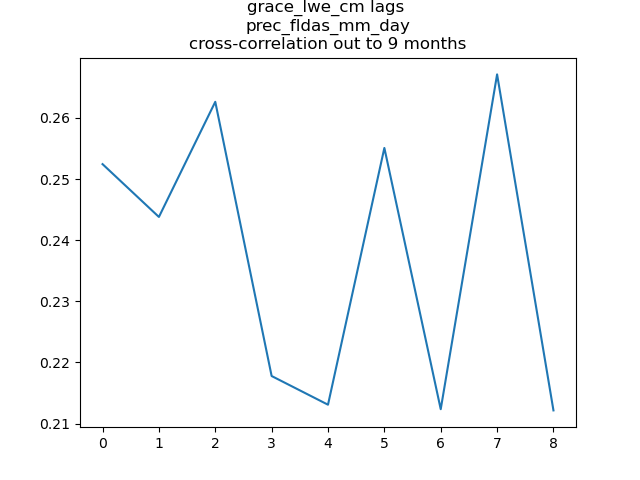 grace_lwe_cm lags
prec_fldas_mm_day
cross-correlation out to 9 months
0.26
0.25
0.24
0.23
0.22
0.21
0 1 2 3 4 5 6 7 8